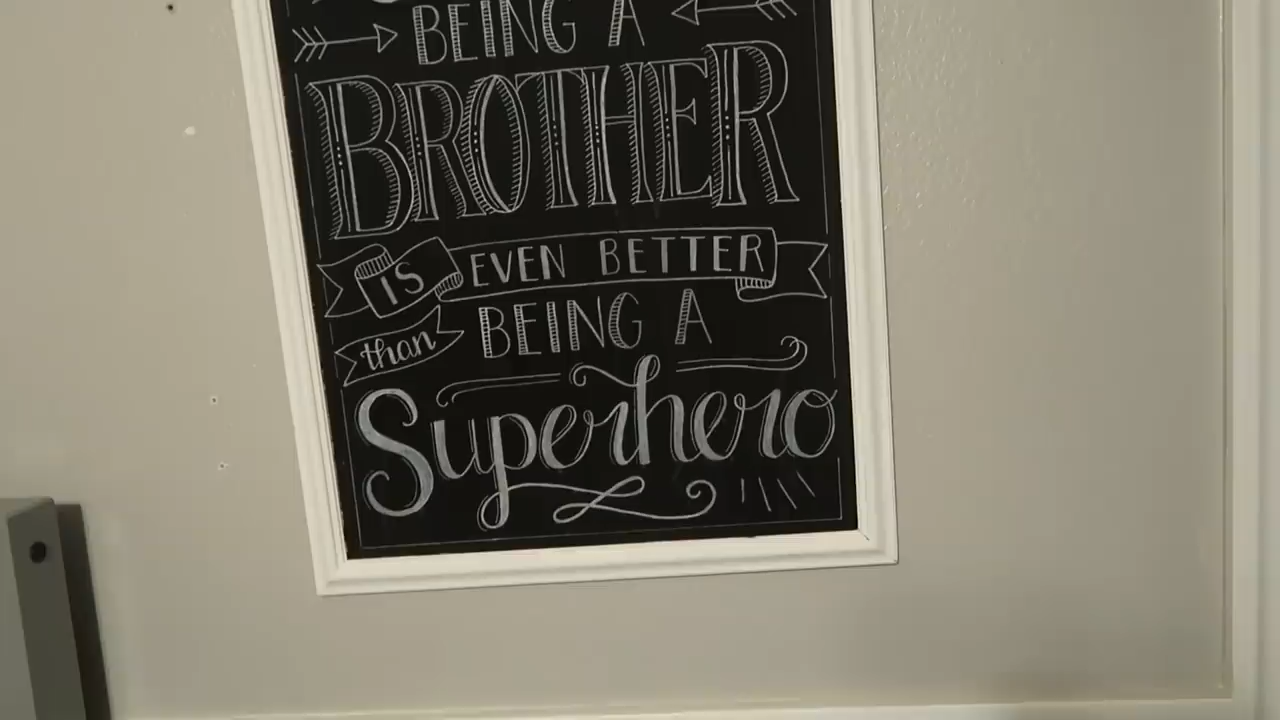 BEING A
BROTHER
IS EVEN BETTER
than BEING A
Superhero